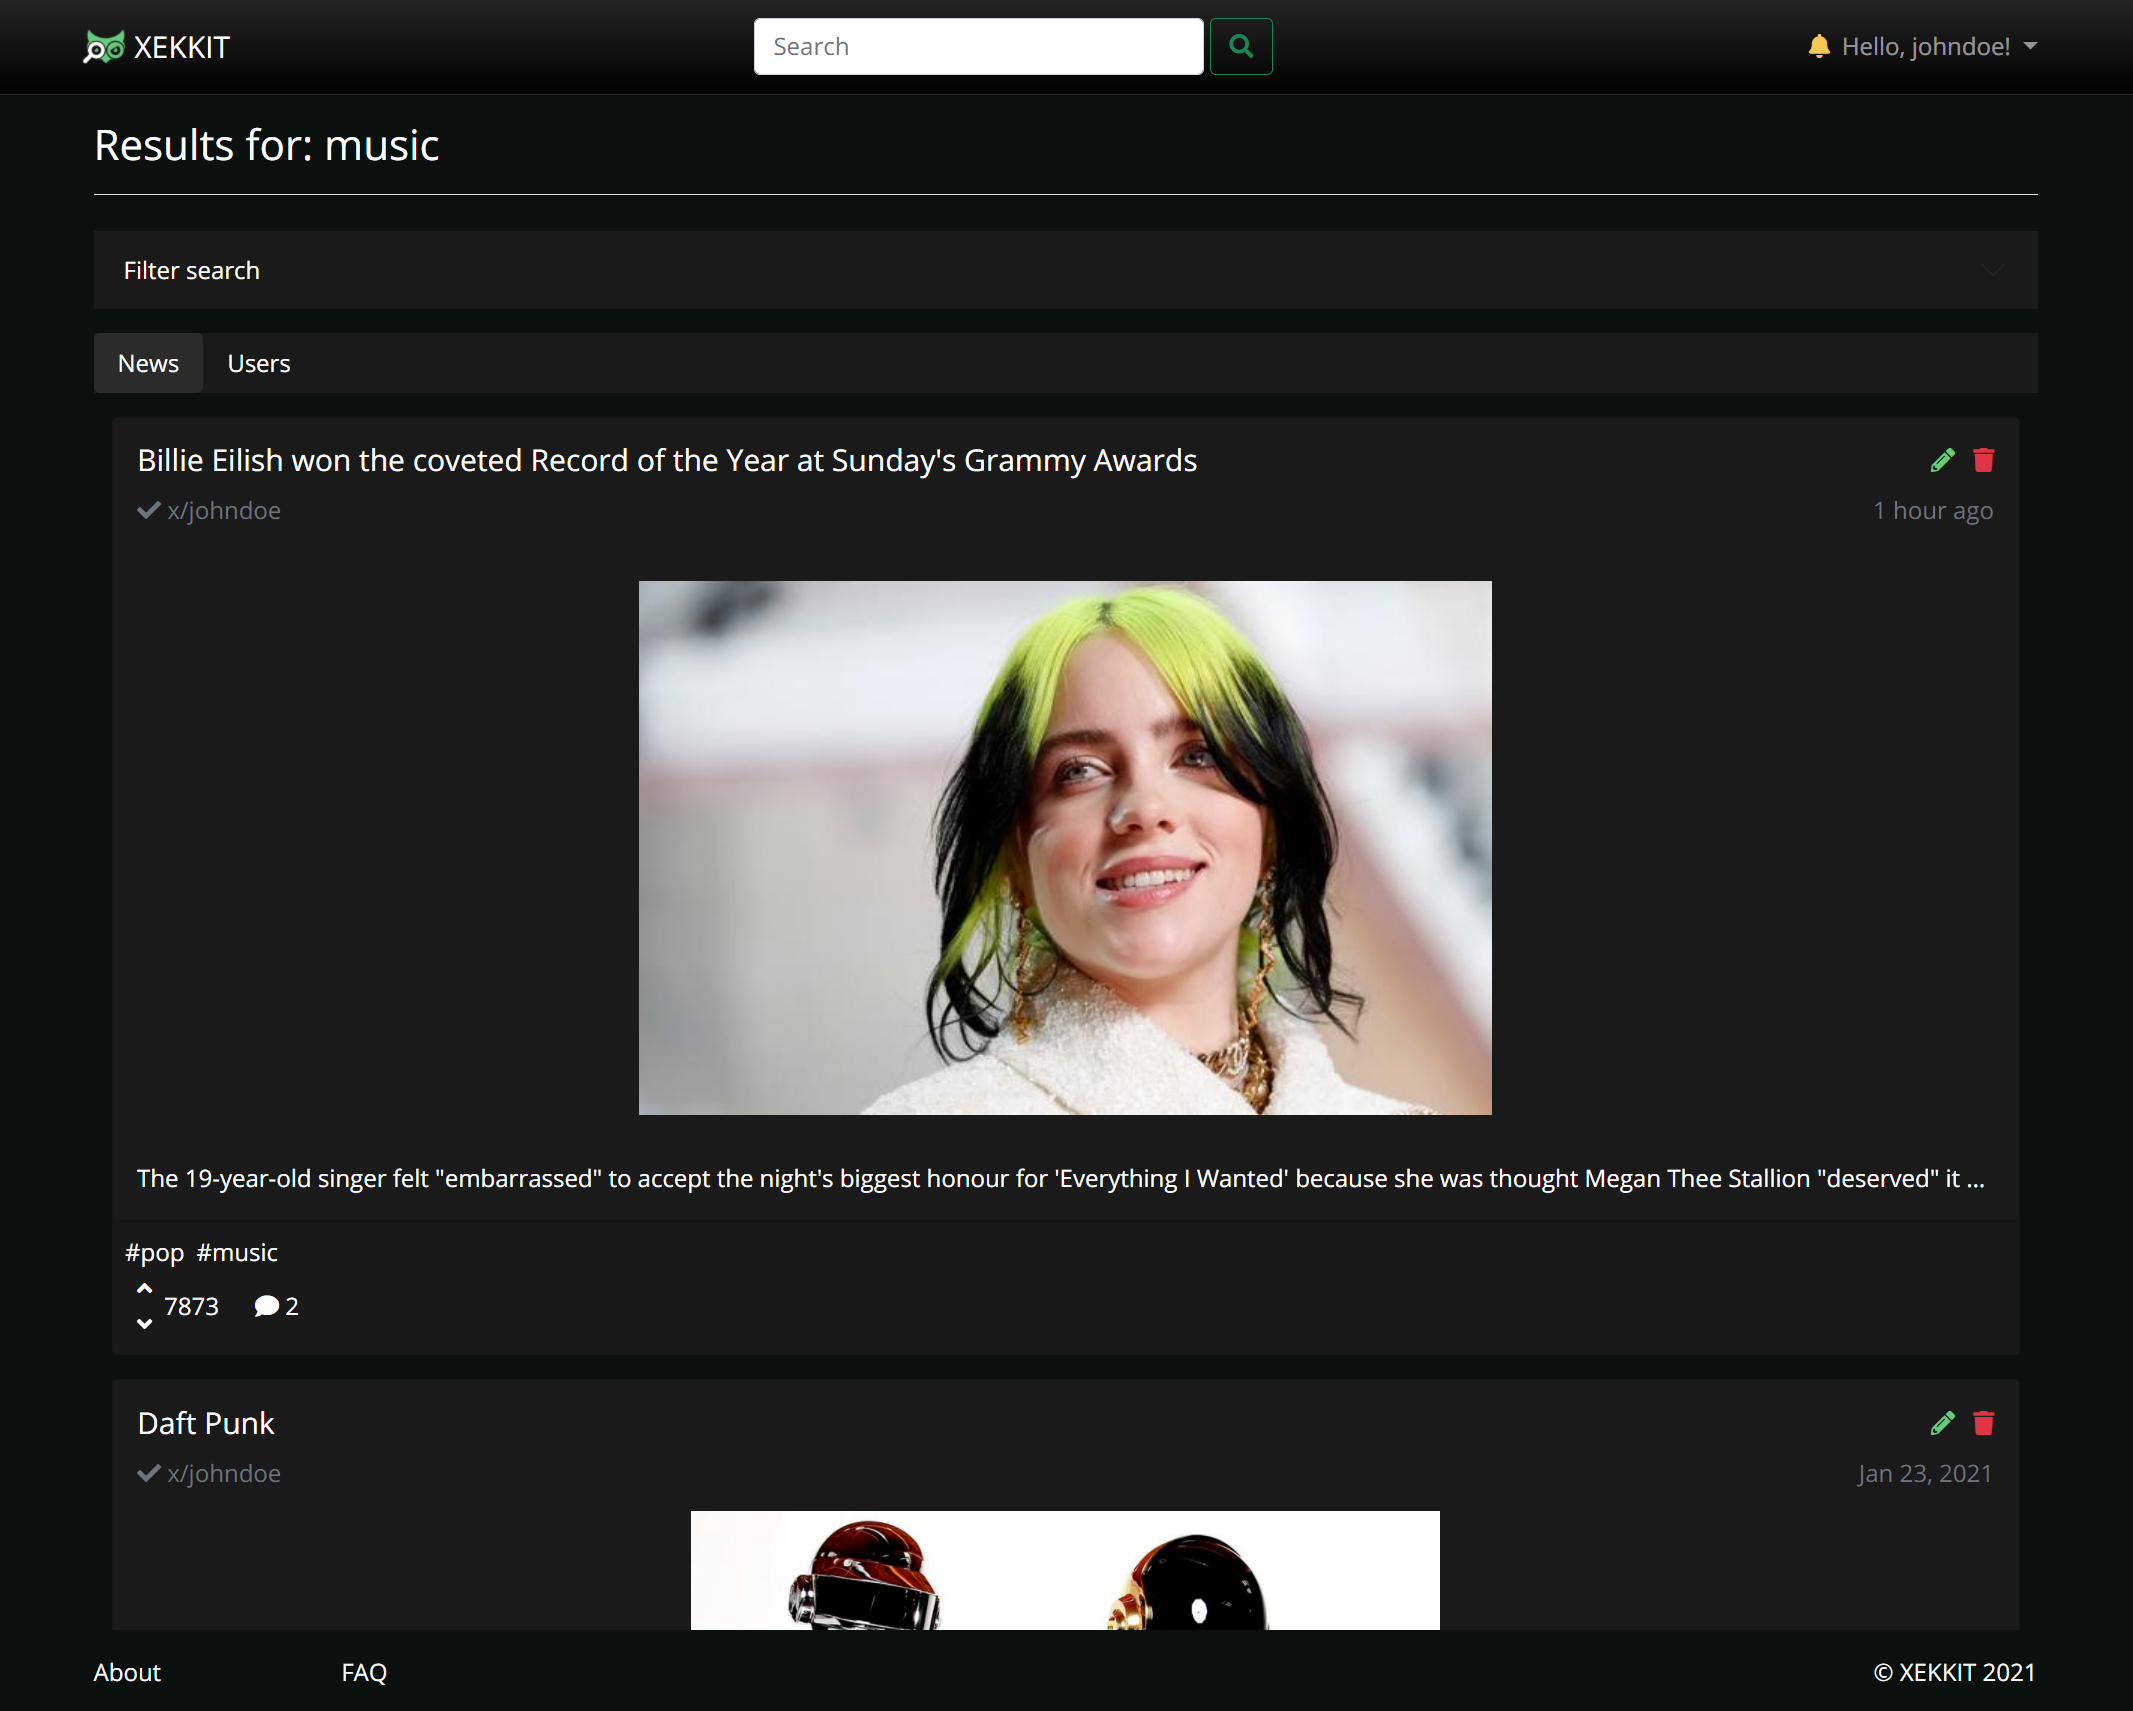 XEKKIT
Search
Hello, johndoe!
Results for: music
Filter search
News Users
Billie Eilish won the coveted Record of the Year at Sunday's Grammy Awards
x/johndoe 1 hour ago
The 19-year-old singer felt "embarrassed" to accept the night's biggest honour for 'Everything I Wanted' because she was thought Megan Thee Stallion "deserved" it ...
#pop #music
7873 2
Daft Punk
x/johndoe Jan 23, 2021
About FAQ © XEKKIT 2021